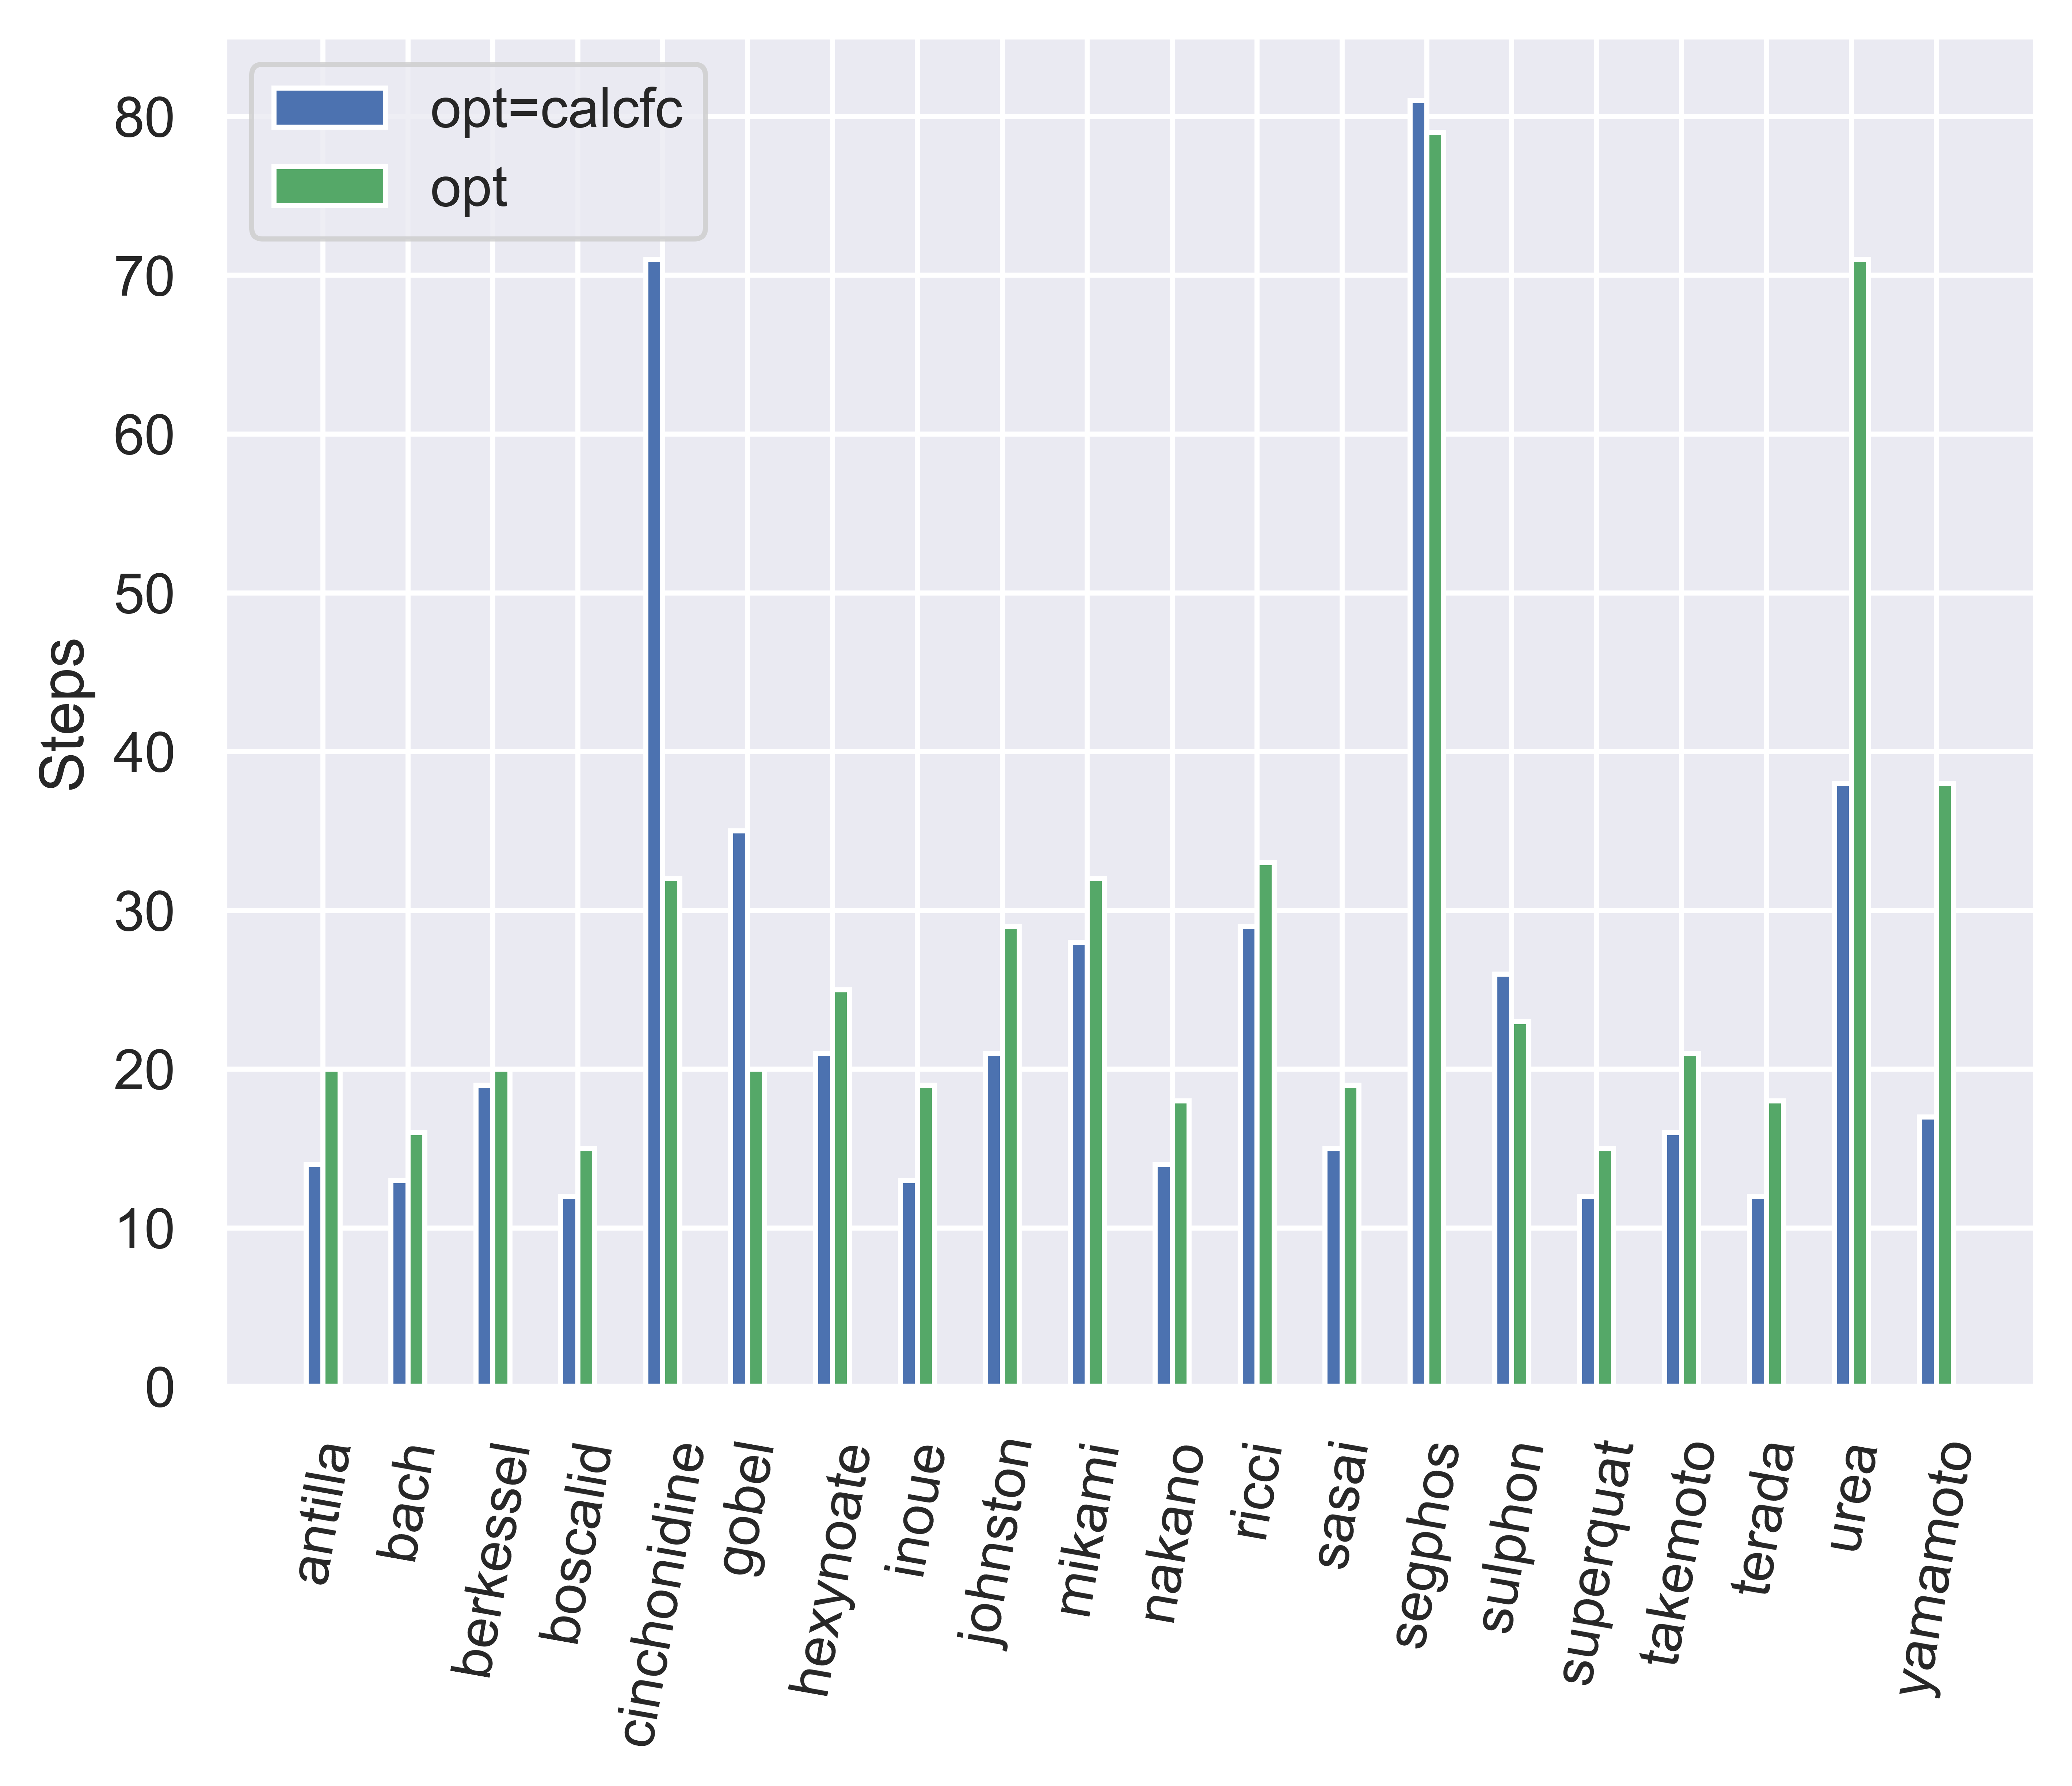 opt=calcfc
opt
Steps
80
70
60
50
40
30
20
10
0
antilla
bach
berkessel
boscalid
cinchonidine
gobel
hexynoate
inoue
johnston
mikami
nakano
ricci
sasai
segphos
sulphon
superquat
takemoto
terada
urea
yamamoto